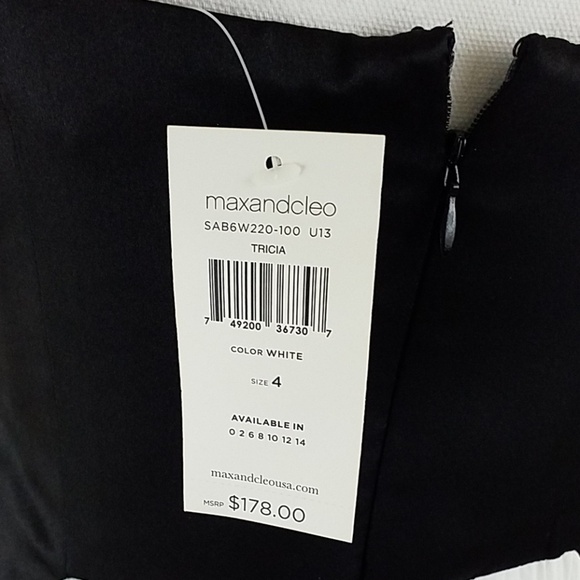 maxandcleo
SAB6W220-100 U13
TRICIA
7 49200 36730 7
COLOR WHITE
SIZE 4
AVAILABLE IN
0 2 6 8 10 12 14
maxandcleousa.com
MSRP $178.00